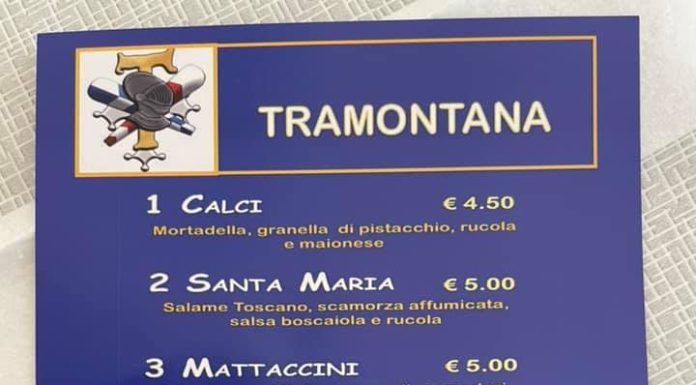 TRAMONTANA
1 CALCI € 4.50
Mortadella, granella di pistacchio, rucola
e maionese
2 SANTA MARIA € 5.00
Salame Toscano, scamorza affumicata,
salsa boscaiola e rucola
3 MATTACCINI € 5.00